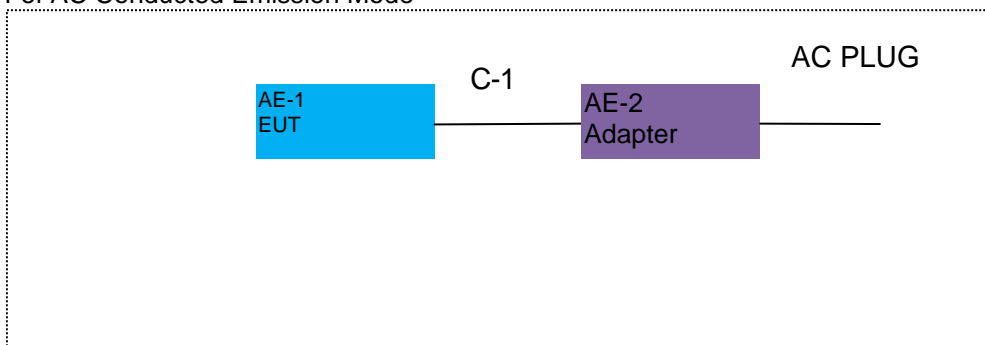 For AC Conducted Emission Mode
C-1
AC PLUG
AE-1
EUT
AE-2
Adapter